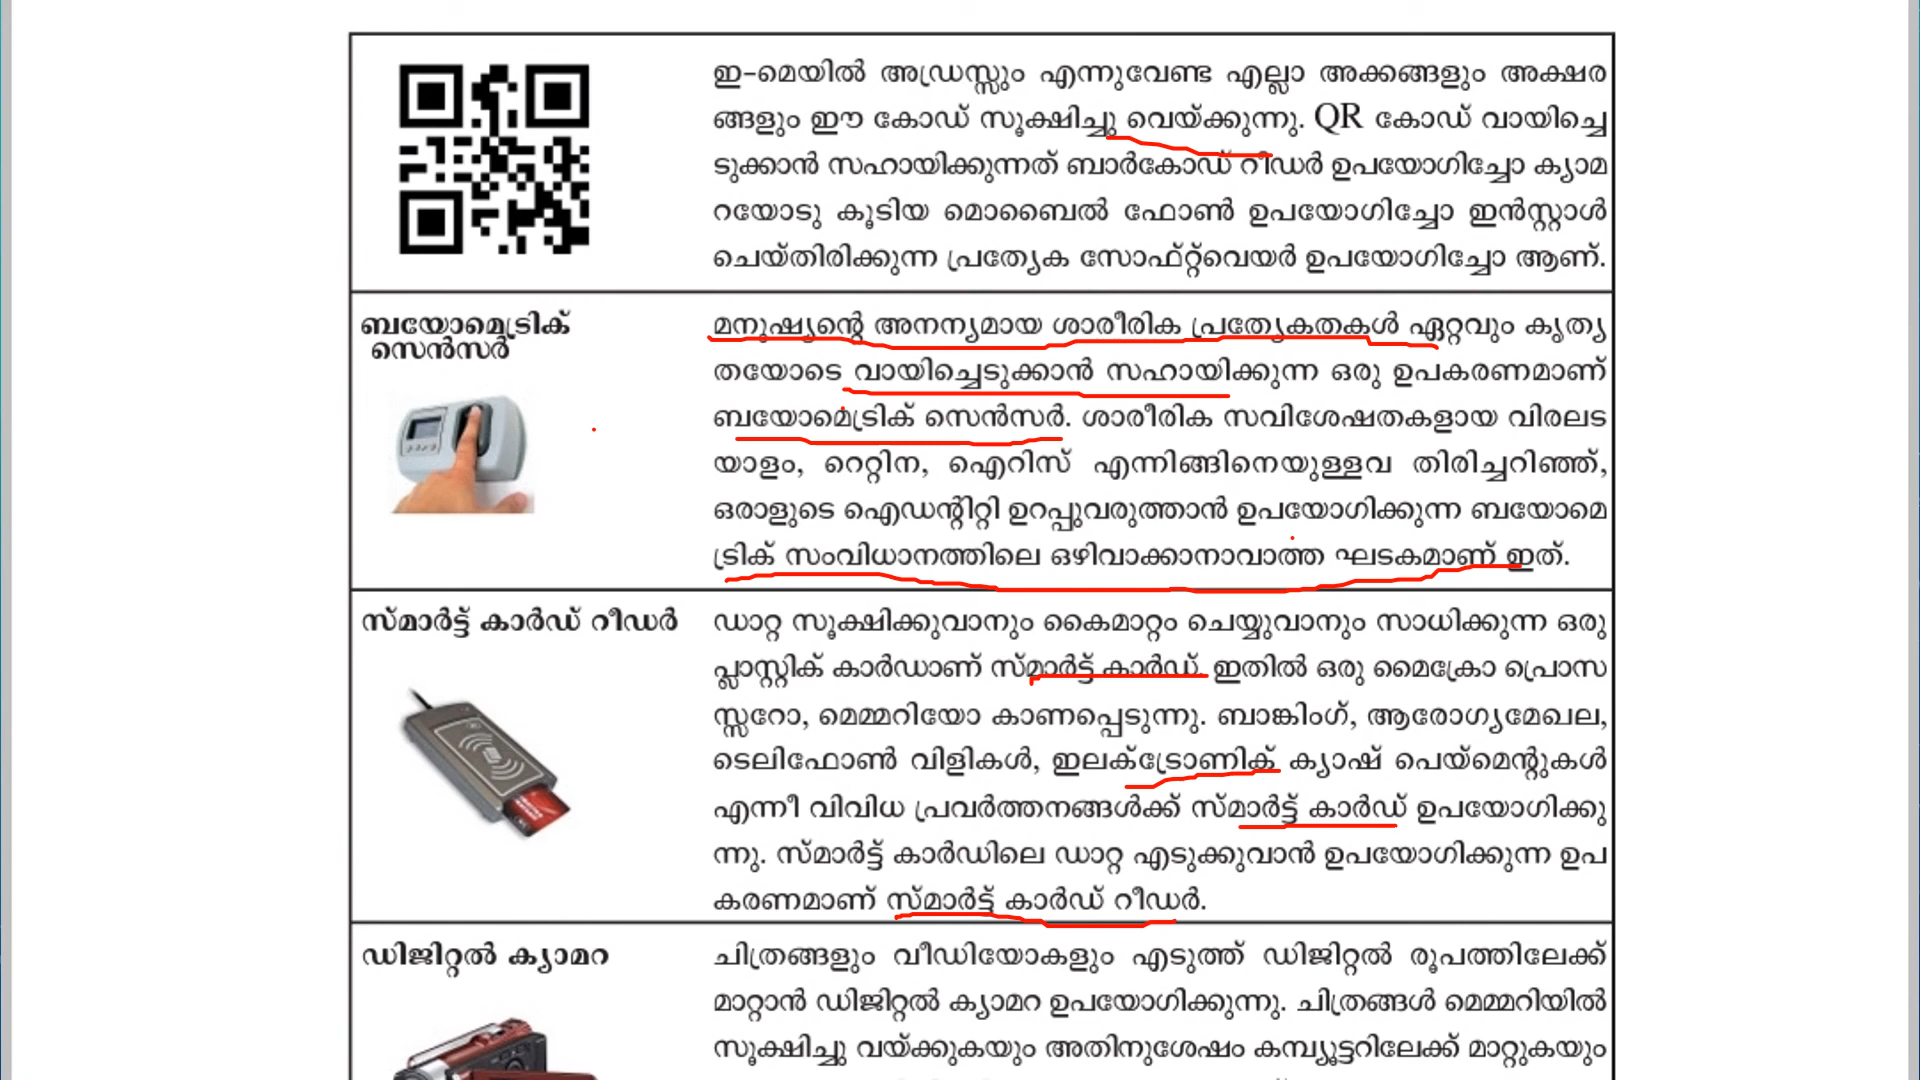 ഇ-മെയിൽ അഡ്രസ്സും എന്നുവേണ്ട എല്ലാ അക്കങ്ങളും അക്ഷര
ങ്ങളും ഈ കോഡ് സൂക്ഷിച്ചു വെയ്ക്കുന്നു. QR കോഡ് വായിച്ചെ
ടുക്കാൻ സഹായിക്കുന്നത് ബാർകോഡ് റീഡർ ഉപയോഗിച്ചോ ക്യാമ
റയോടു കൂടിയ മൊബൈൽ ഫോൺ ഉപയോഗിച്ചോ ഇൻസ്റ്റാൾ
ചെയ്തിരിക്കുന്ന പ്രത്യേക സോഫ്റ്റ്‌വെയർ ഉപയോഗിച്ചോ ആണ്.
ബയോമെട്രിക്
സെൻസർ
മനുഷ്യന്റെ അനന്യമായ ശാരീരിക പ്രത്യേകതകൾ ഏറ്റവും കൃത്യ
തയോടെ വായിച്ചെടുക്കാൻ സഹായിക്കുന്ന ഒരു ഉപകരണമാണ്
ബയോമെട്രിക് സെൻസർ. ശാരീരിക സവിശേഷതകളായ വിരലട
യാളം, റെറ്റിന, ഐറിസ് എന്നിങ്ങിനെയുള്ളവ തിരിച്ചറിഞ്ഞ്,
ഒരാളുടെ ഐഡന്റിറ്റി ഉറപ്പുവരുത്താൻ ഉപയോഗിക്കുന്ന ബയോമെ
ട്രിക് സംവിധാനത്തിലെ ഒഴിവാക്കാനാവാത്ത ഘടകമാണ് ഇത്.
സ്മാർട്ട് കാർഡ് റീഡർ
ഡാറ്റ സൂക്ഷിക്കുവാനും കൈമാറ്റം ചെയ്യുവാനും സാധിക്കുന്ന ഒരു
പ്ലാസ്റ്റിക് കാർഡാണ് സ്മാർട്ട് കാർഡ്. ഇതിൽ ഒരു മൈക്രോ പ്രൊസ
സ്സറോ, മെമ്മറിയോ കാണപ്പെടുന്നു. ബാങ്കിംഗ്, ആരോഗ്യമേഖല,
ടെലിഫോൺ വിളികൾ, ഇലക്ട്രോണിക് ക്യാഷ് പെയ്മെന്റുകൾ
എന്നീ വിവിധ പ്രവർത്തനങ്ങൾക്ക് സ്മാർട്ട് കാർഡ് ഉപയോഗിക്കു
ന്നു. സ്മാർട്ട് കാർഡിലെ ഡാറ്റ എടുക്കുവാൻ ഉപയോഗിക്കുന്ന ഉപ
കരണമാണ് സ്മാർട്ട് കാർഡ് റീഡർ.
ഡിജിറ്റൽ ക്യാമറ
ചിത്രങ്ങളും വീഡിയോകളും എടുത്ത് ഡിജിറ്റൽ രൂപത്തിലേക്ക്
മാറ്റാൻ ഡിജിറ്റൽ ക്യാമറ ഉപയോഗിക്കുന്നു. ചിത്രങ്ങൾ മെമ്മറിയിൽ
സൂക്ഷിച്ചു വയ്ക്കുകയും അതിനുശേഷം കമ്പ്യൂട്ടറിലേക്ക് മാറ്റുകയും